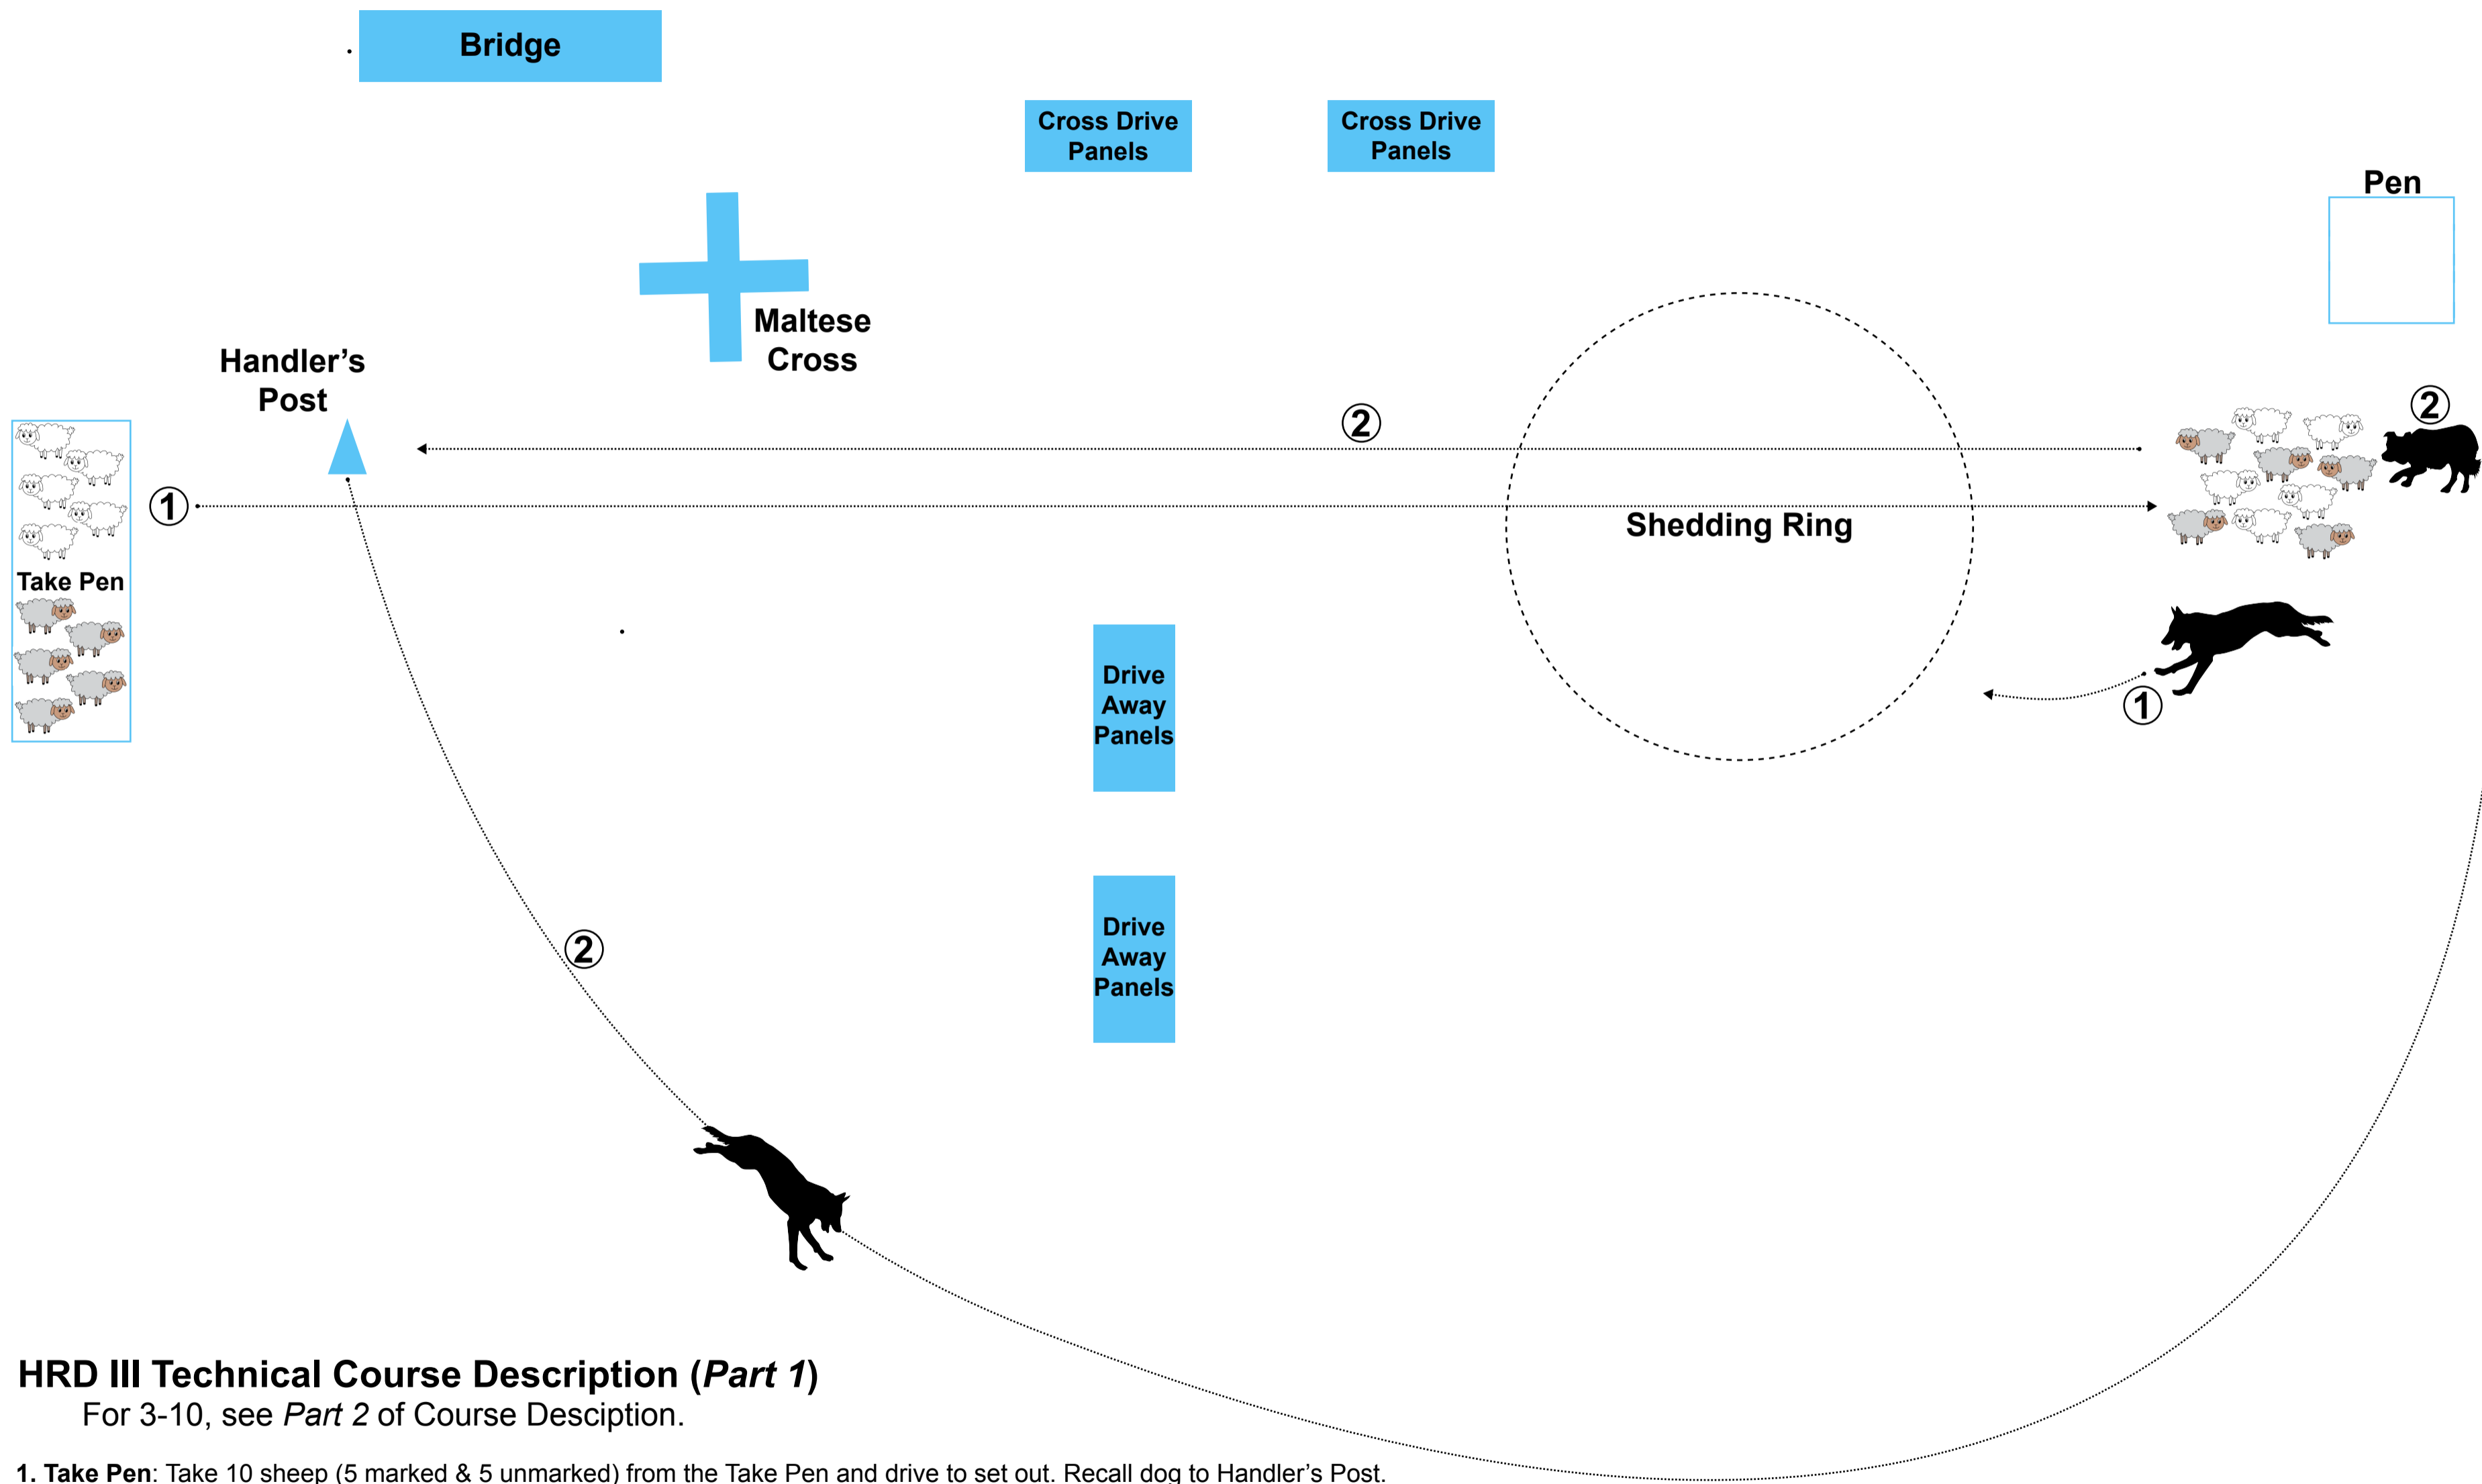 Bridge
Cross Drive
Panels
Cross Drive
Panels
Pen
Maltese
Cross
Handler’s
Post
②
②
①
Shedding Ring
Take Pen
Drive
Away
Panels
①
Drive
Away
Panels
②
HRD III Technical Course Description (Part 1)
For 3-10, see Part 2 of Course Desciption.
1. Take Pen: Take 10 sheep (5 marked & 5 unmarked) from the Take Pen and drive to set out. Recall dog to Handler’s Post.